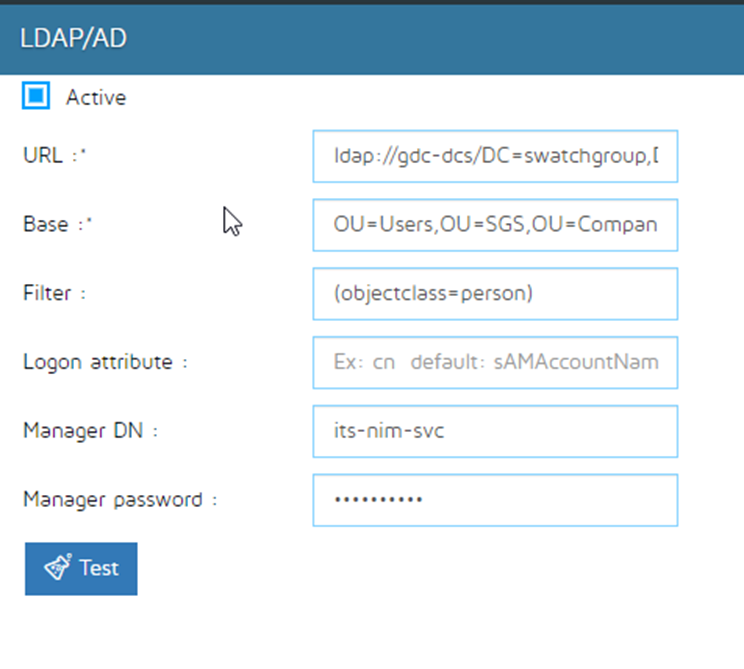 LDAP/AD
Active
URL :*
ldap://gdc-dcs/DC=swatchgroup,[
Base :*
OU=Users,OU=SGS,OU=Compan
Filter :
(objectclass=person)
Logon attribute :
Ex: cn default: sAMAccountNam
Manager DN :
its-nim-svc
Manager password :
••••••••••
Test